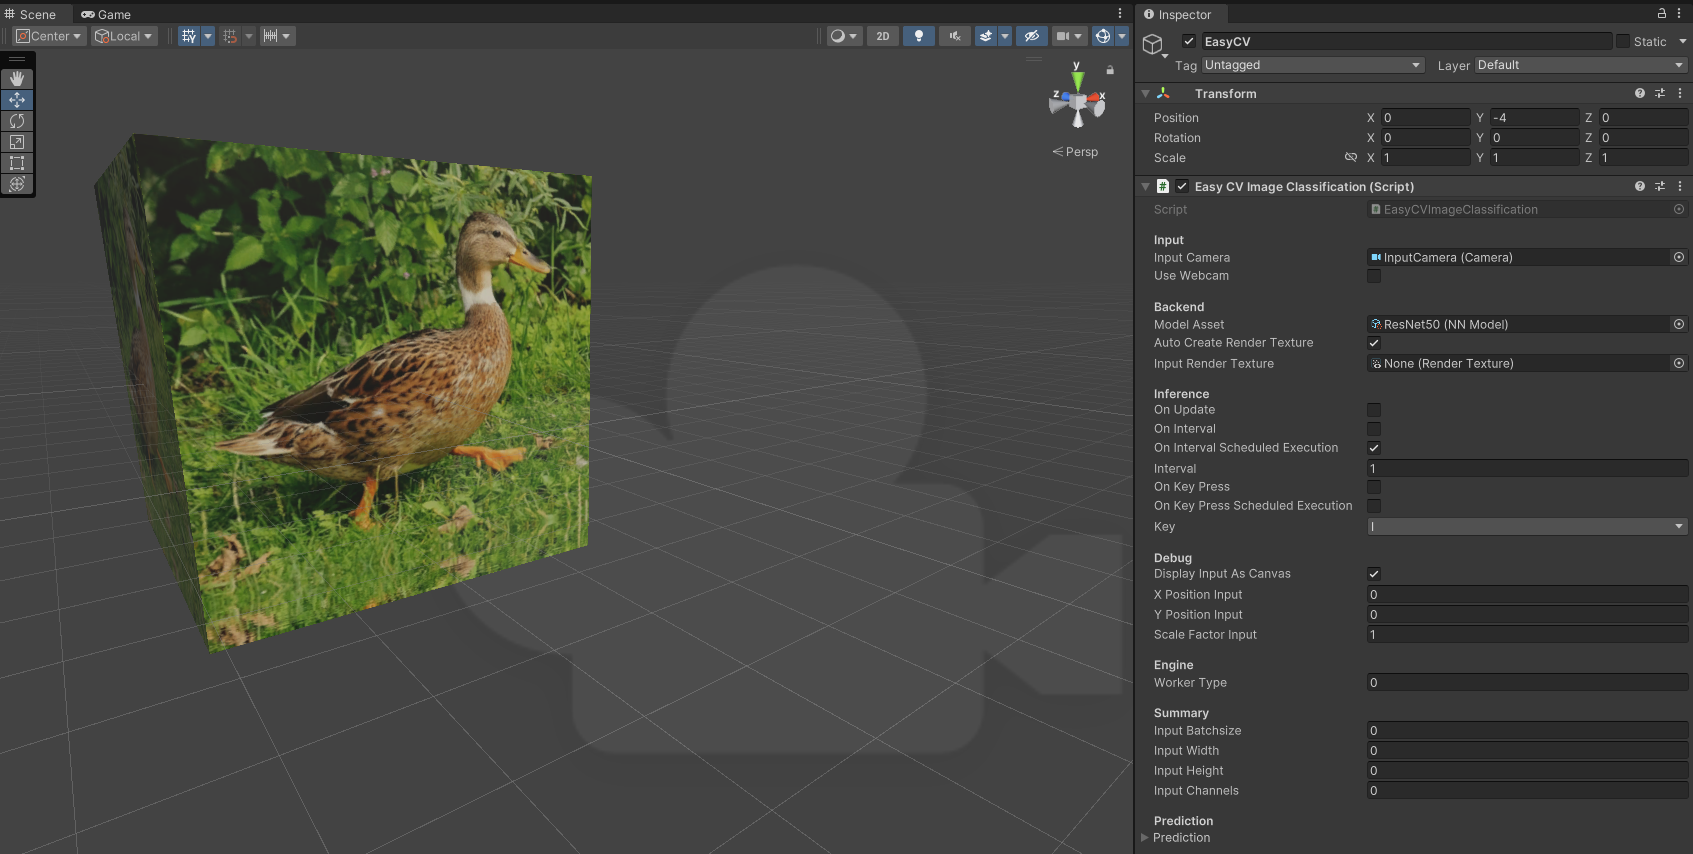 Scene Game
Center Local 2D
y
z x
Persp
Inspector
EasyCV Static
Tag Untagged Layer Default
Transform
Position X 0 Y -4 Z 0
Rotation X 0 Y 0 Z 0
Scale X 1 Y 1 Z 1
# Easy CV Image Classification (Script)
Script EasyCVImageClassification
Input
Input Camera InputCamera (Camera)
Use Webcam
Backend
Model Asset ResNet50 (NN Model)
Auto Create Render Texture
Input Render Texture None (Render Texture)
Inference
On Update
On Interval
On Interval Scheduled Execution
Interval 1
On Key Press
On Key Press Scheduled Execution
Key I
Debug
Display Input As Canvas
X Position Input 0
Y Position Input 0
Scale Factor Input 1
Engine
Worker Type 0
Summary
Input Batchsize 0
Input Width 0
Input Height 0
Input Channels 0
Prediction
Prediction